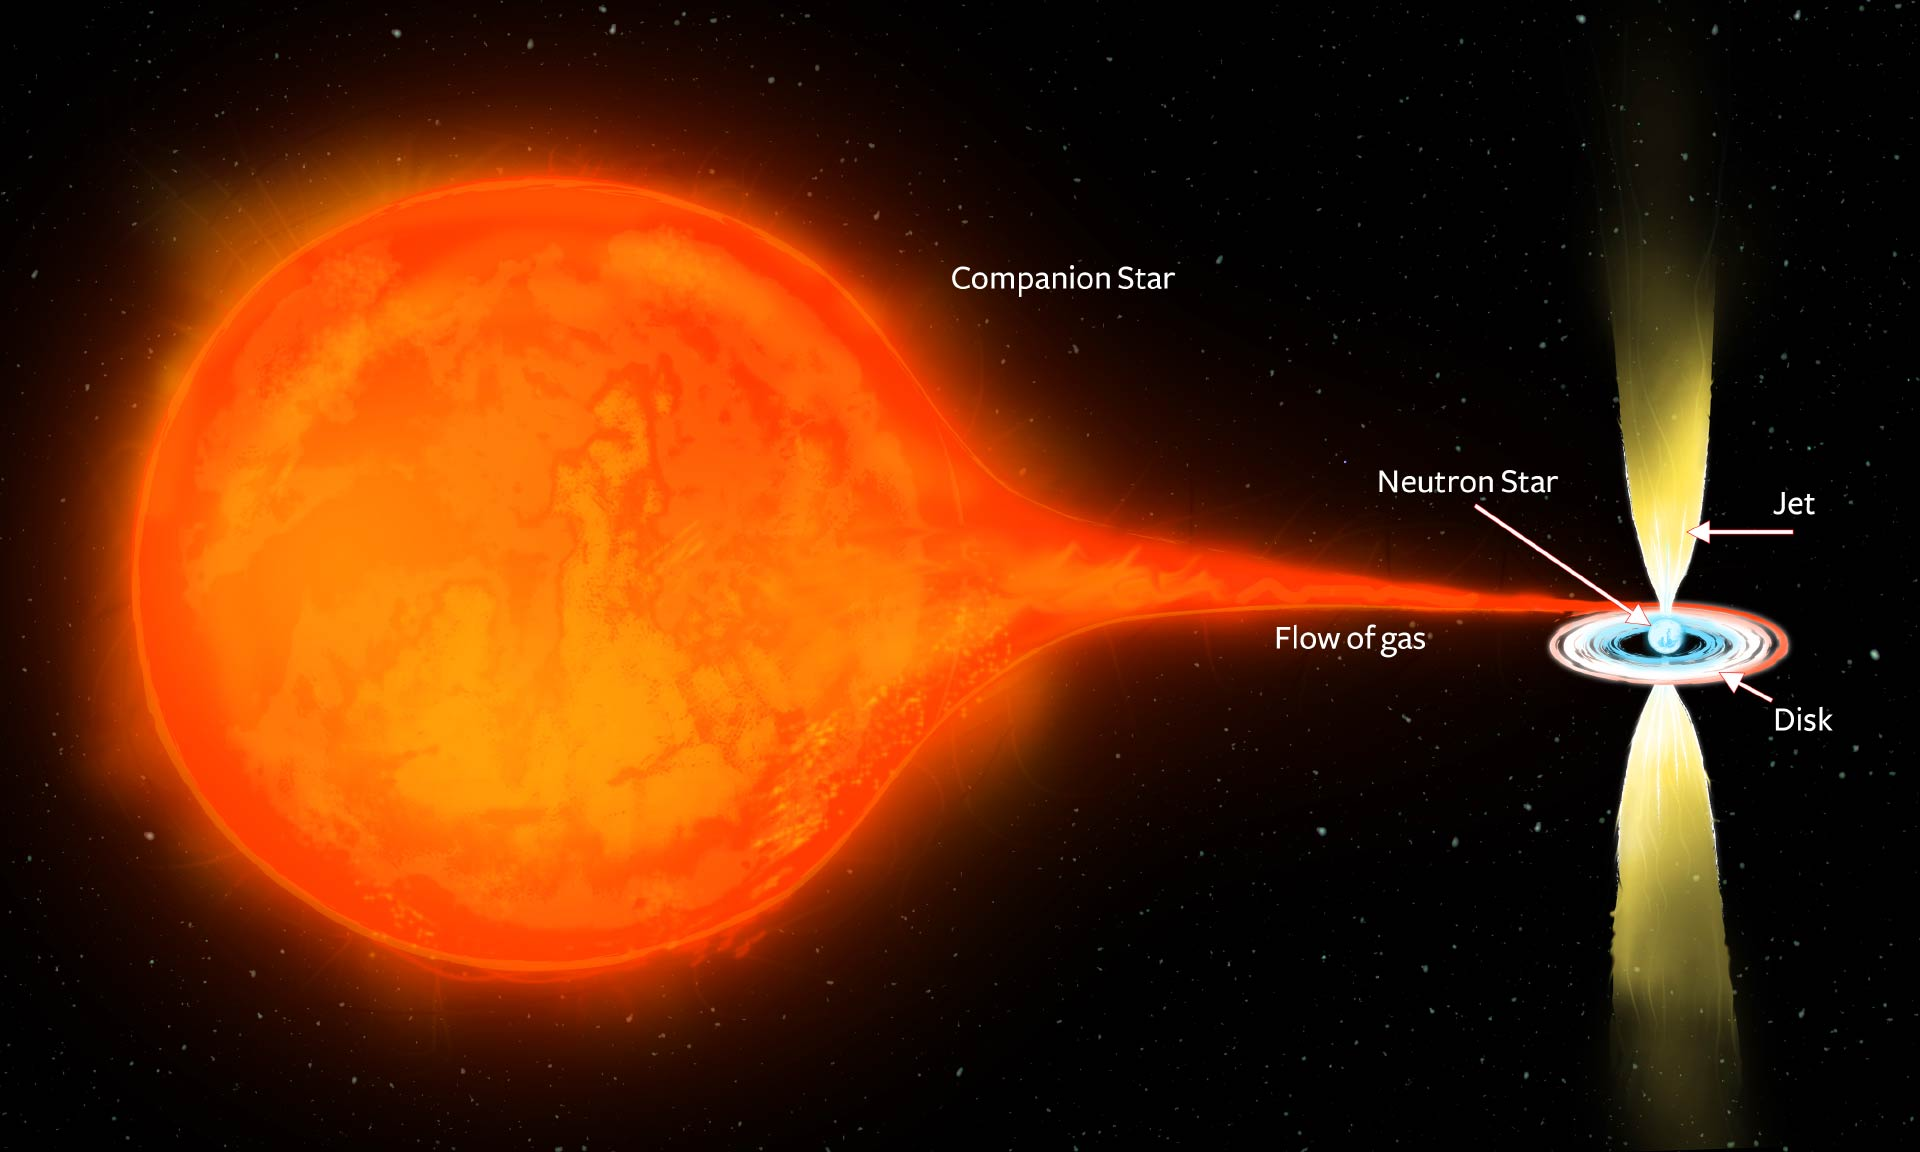 Companion Star
Neutron Star
Jet
Flow of gas
Disk